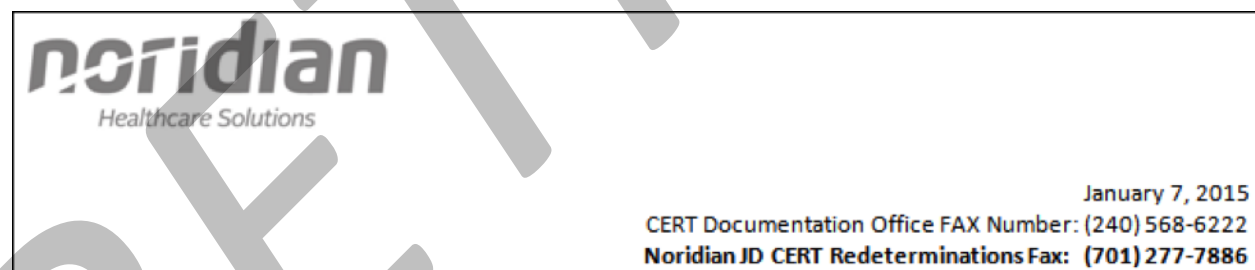 noridian
Healthcare Solutions
January 7, 2015
CERT Documentation Office FAX Number: (240) 568-6222
Noridian JD CERT Redeterminations Fax: (701) 277-7886